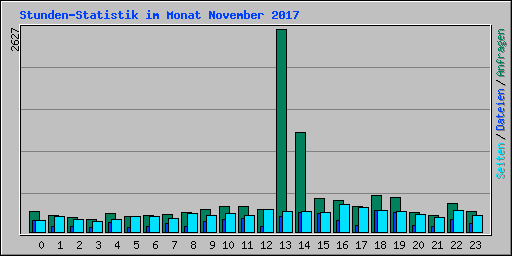 Stunden-Statistik im Monat November 2017
2627
Seiten / Dateien / Anfragen
0 1 2 3 4 5 6 7 8 9 10 11 12 13 14 15 16 17 18 19 20 21 22 23